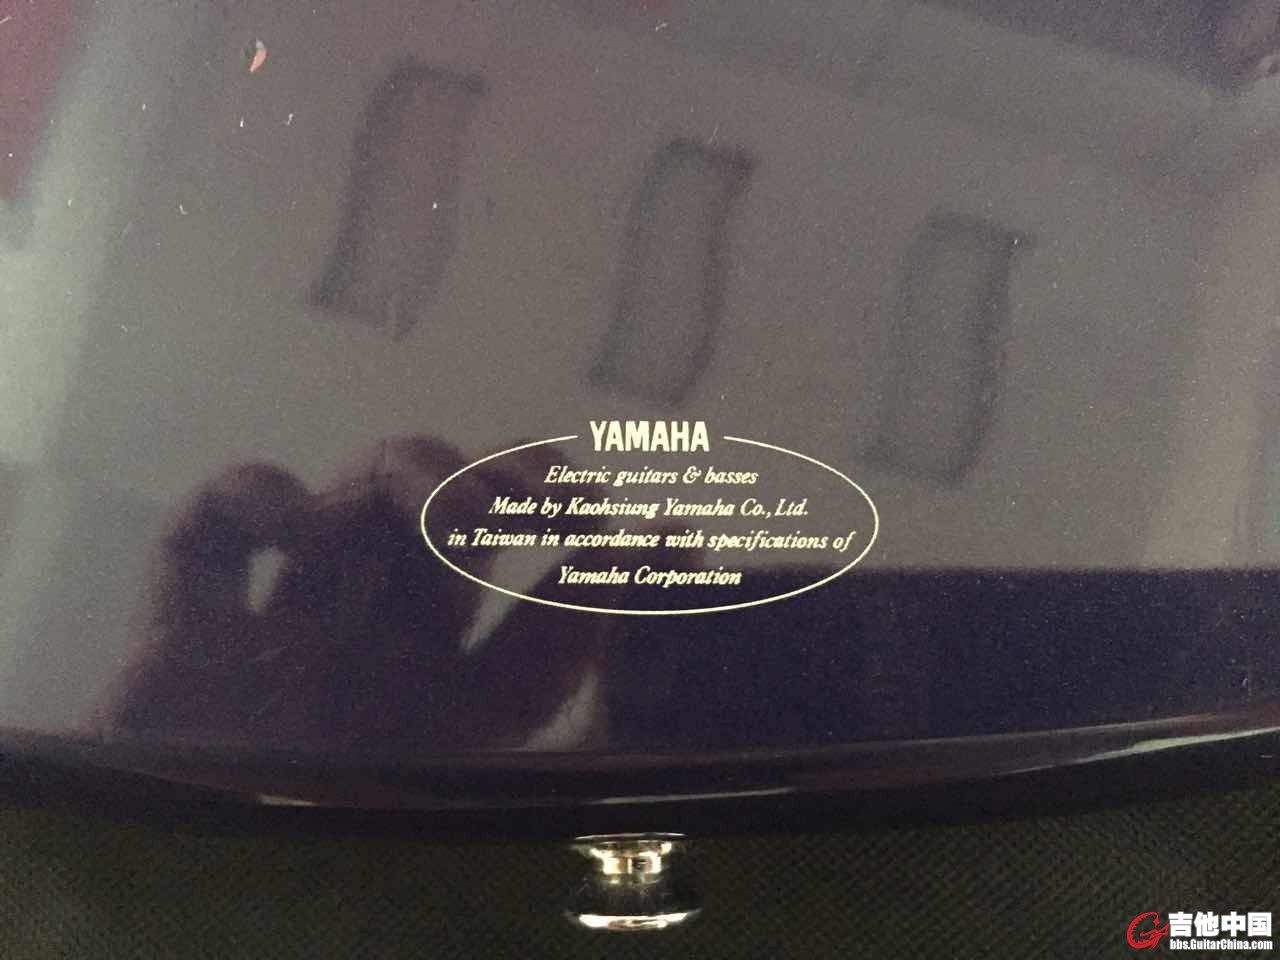 YAMAHA
Electric guitars & basses
Made by Kaohsiung Yamaha Co., Ltd.
in Taiwan in accordance with specifications of
Yamaha Corporation
吉他中国
bbs.GuitarChina.com